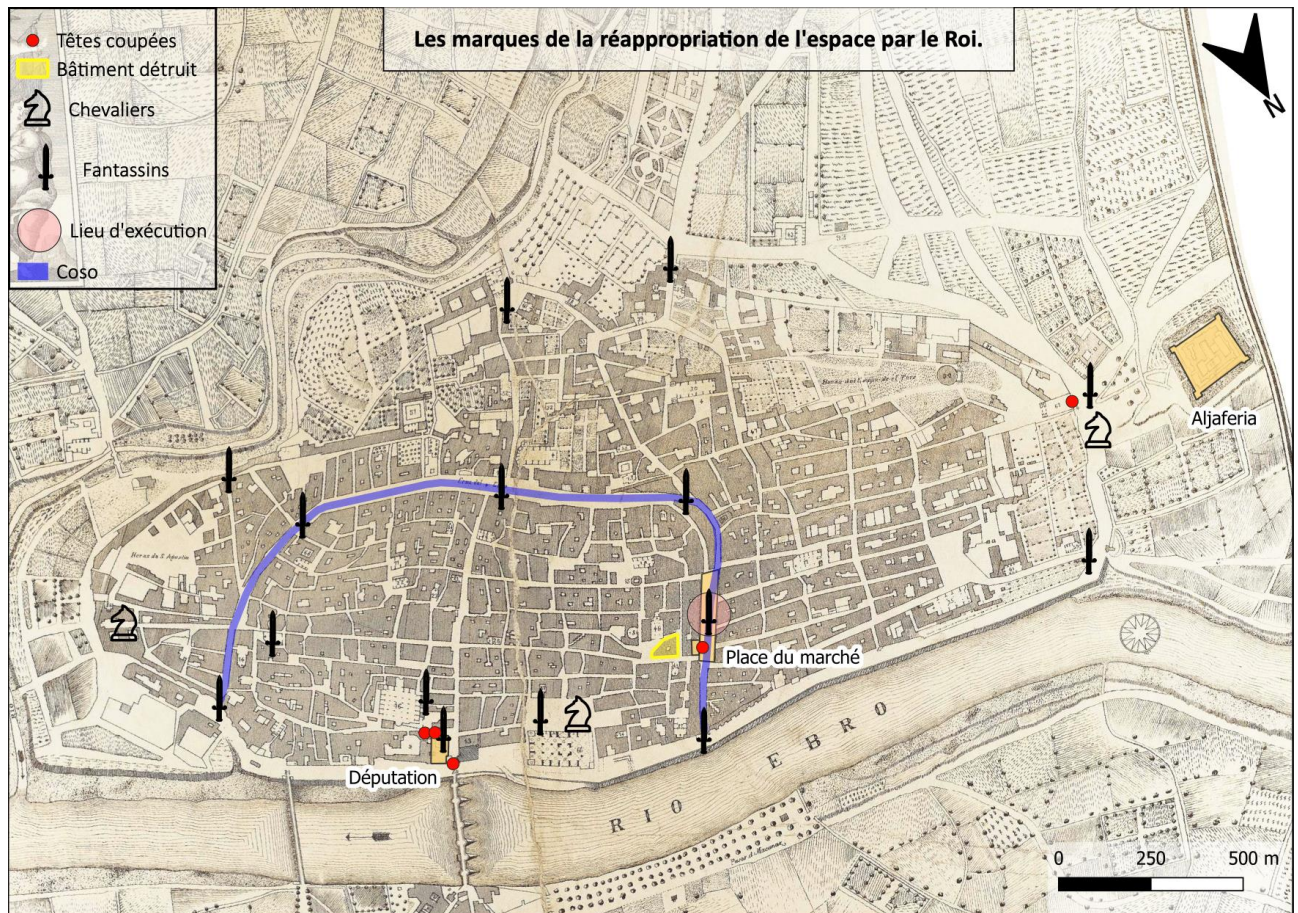 Têtes coupées
Bâtiment détruit
Chevaliers
Fantassins
Lieu d'exécution
Coso
Les marques de la réappropriation de l'espace par le Roi.
N
Aljaferia
Place du marché
Députation
RIO EBRO
0 250 500 m